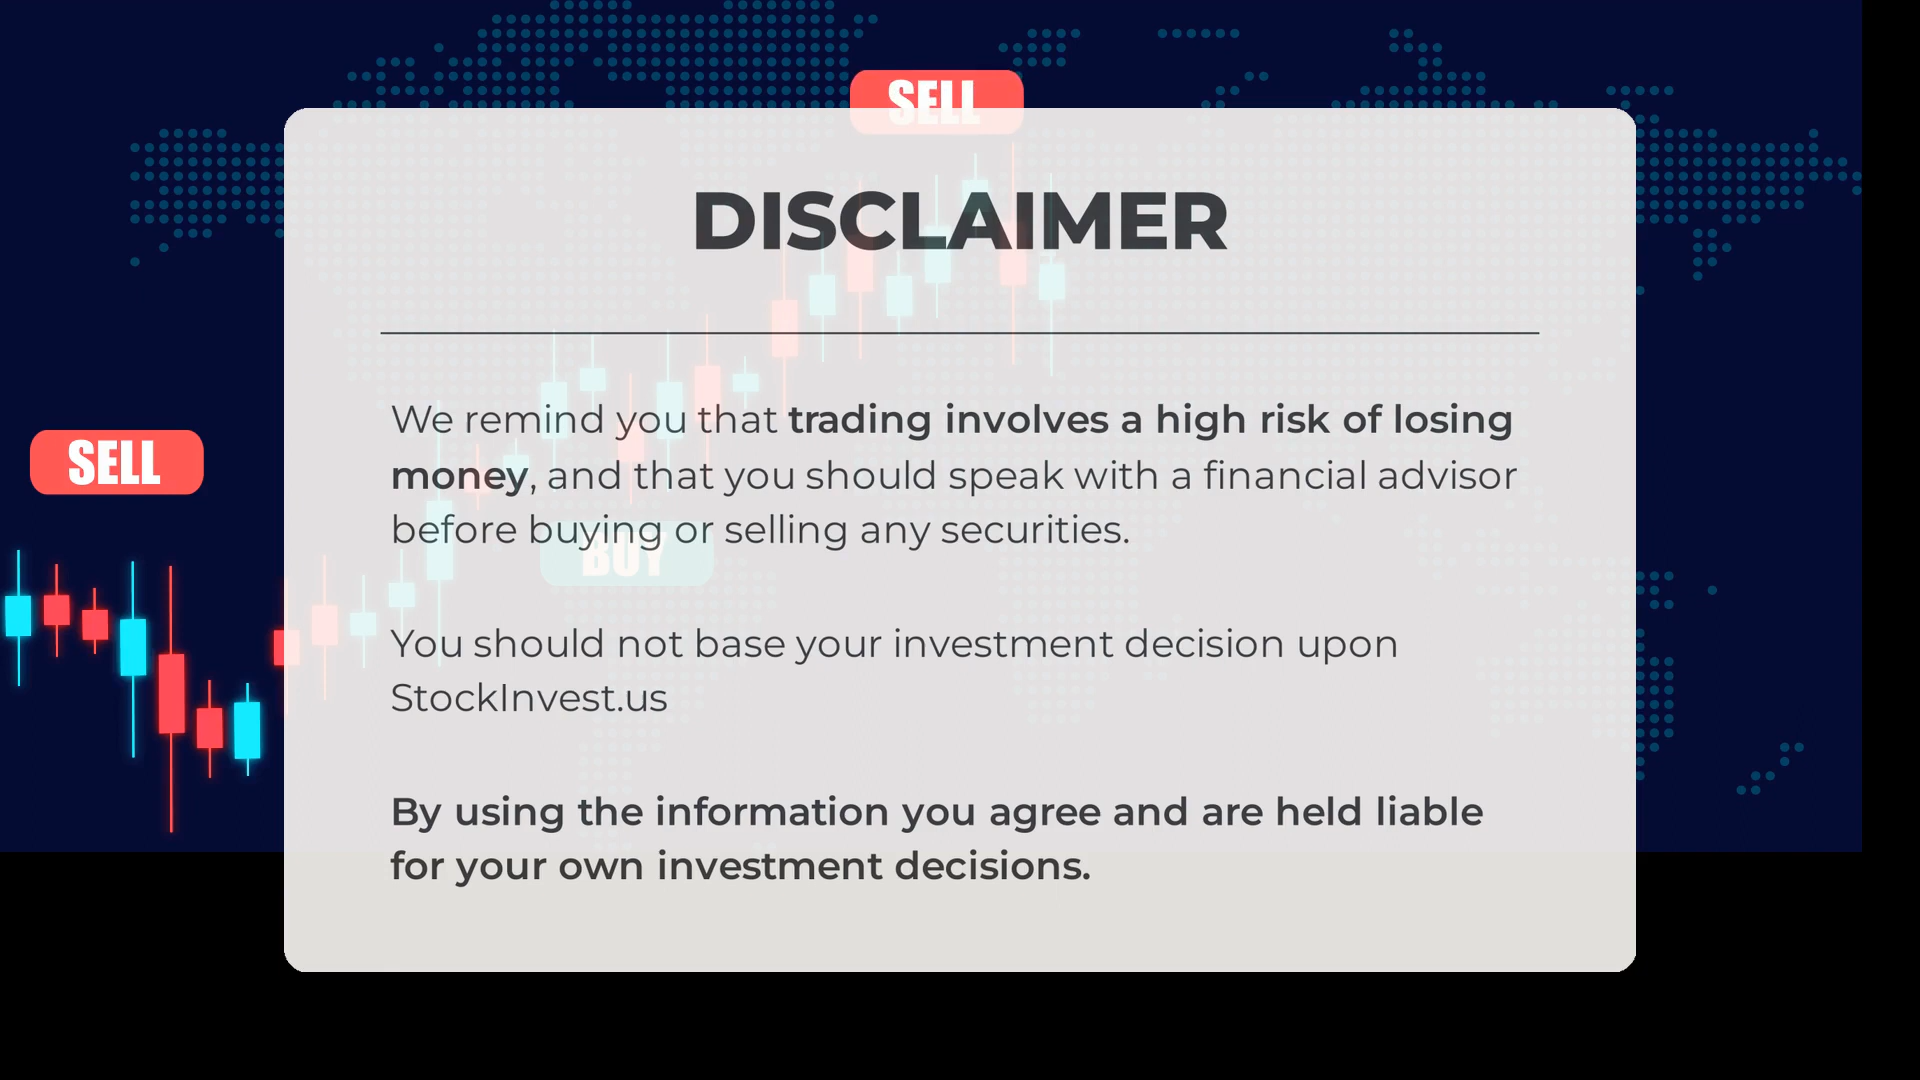 SELL
DISCLAIMER
We remind you that trading involves a high risk of losing
money, and that you should speak with a financial advisor
before buying or selling any securities.
SELL
BUY
You should not base your investment decision upon
StockInvest.us
By using the information you agree and are held liable
for your own investment decisions.